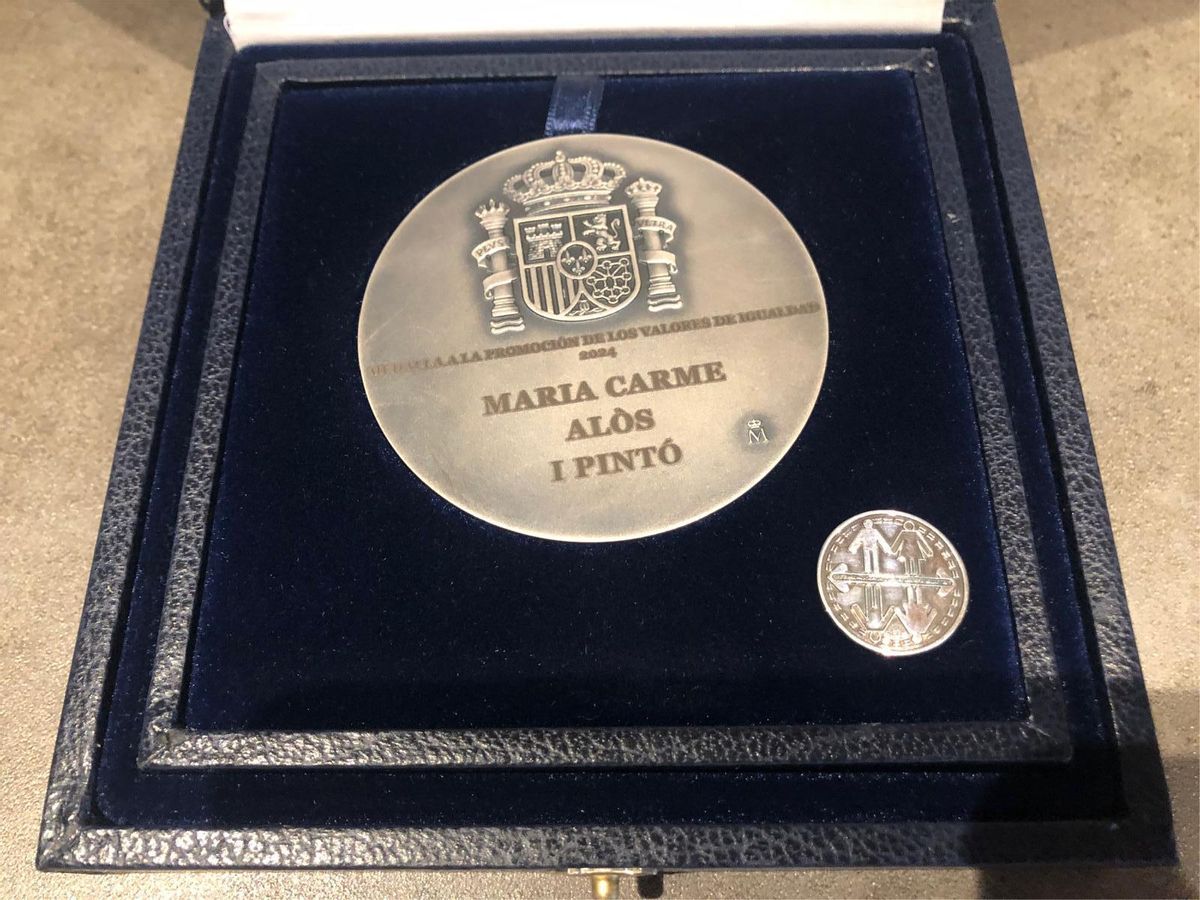 PLVS VLTRA
MEDALLA A LA PROMOCIÓN DE LOS VALORES DE IGUALDAD
2024
MARIA CARME
ALÒS
I PINTÓ
M